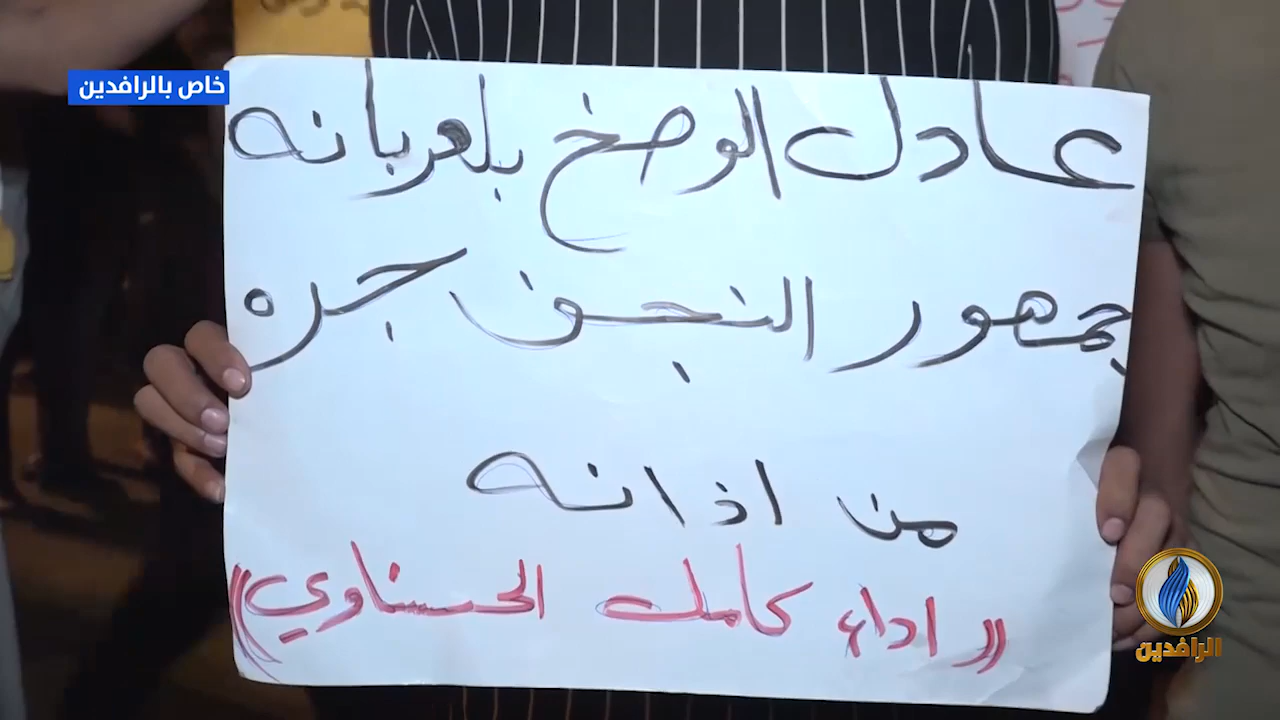 خاص بالرافدين
عادل الوصخ بلعربانه
جمهور النجف جره
من اذانه
((اداء كامل الحسناوي))
الرافدين